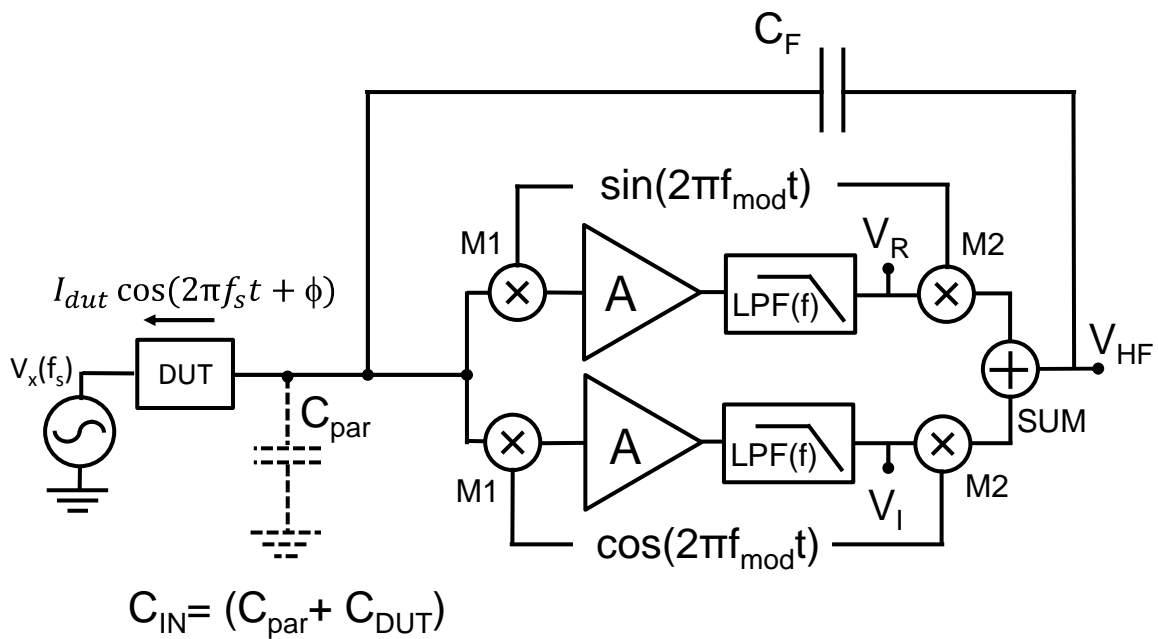 C_F
sin(2πf_mod t)
M1
V_R
M2
I_dut cos(2πf_s t + ϕ)
A
LPF(f)
V_x(f_s)
DUT
V_HF
C_par
SUM
A
LPF(f)
M1
V_I
M2
cos(2πf_mod t)
C_IN= (C_par+ C_DUT)